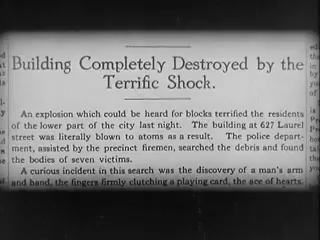 Building Completely Destroyed by the
Terrific Shock.
An explosion which could be heard for blocks terrified the residents
of the lower part of the city last night. The building at 627 Laurel
street was literally blown to atoms as a result. The police depart-
ment, assisted by the precinct firemen, searched the debris and found
the bodies of seven victims.
A curious incident in this search was the discovery of a man's arm
and hand, the fingers firmly clutching a playing card, the ace of hearts.